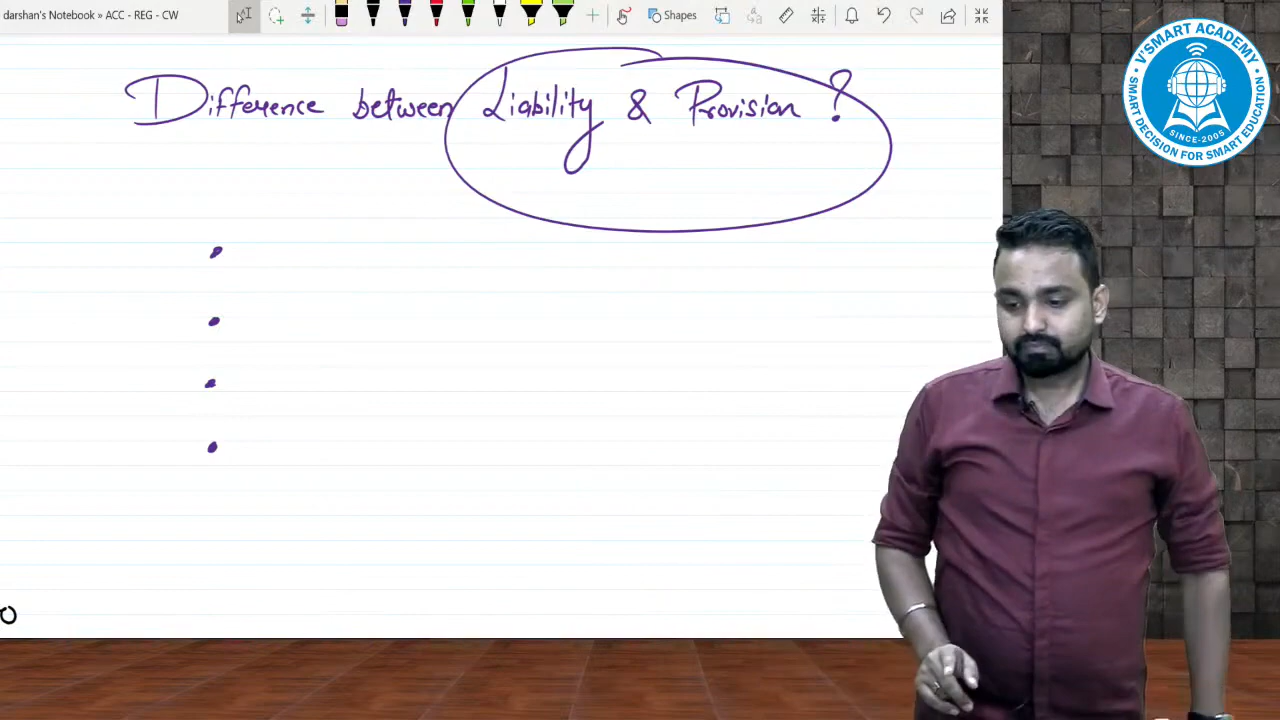 darshan's Notebook » ACC - REG - CW
Shapes
Difference between Liability & Provision ?
V'SMART ACADEMY
SMART DECISION FOR SMART EDUCATION
SINCE-2005